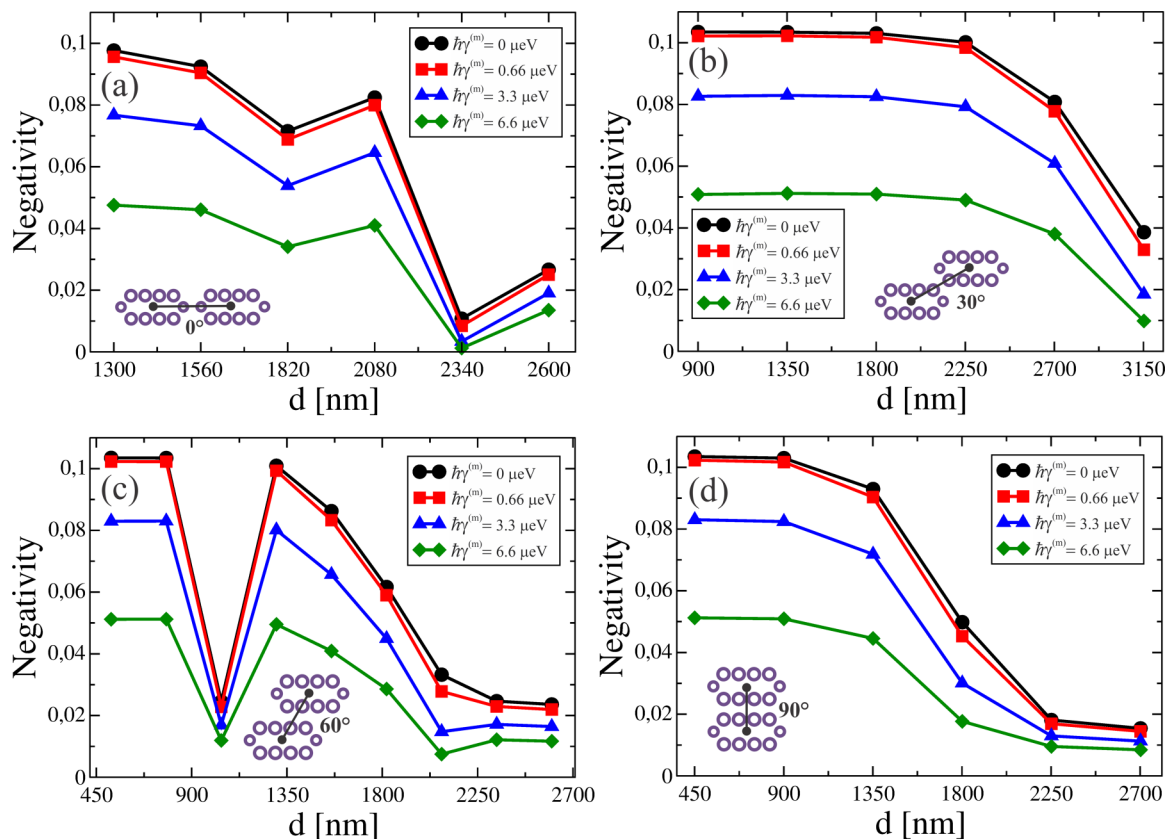 0,1
0,08
0,06
0,04
0,02
0
Negativity
(a)
ħγ⁽ᵐ⁾= 0 μeV
ħγ⁽ᵐ⁾= 0.66 μeV
ħγ⁽ᵐ⁾= 3.3 μeV
ħγ⁽ᵐ⁾= 6.6 μeV
0°
1300 1560 1820 2080 2340 2600
d [nm]
0,1
0,08
0,06
0,04
0,02
0
Negativity
(b)
ħγ⁽ᵐ⁾= 0 μeV
ħγ⁽ᵐ⁾= 0.66 μeV
ħγ⁽ᵐ⁾= 3.3 μeV
ħγ⁽ᵐ⁾= 6.6 μeV
30°
900 1350 1800 2250 2700 3150
d [nm]
0,1
0,08
0,06
0,04
0,02
0
Negativity
(c)
ħγ⁽ᵐ⁾= 0 μeV
ħγ⁽ᵐ⁾= 0.66 μeV
ħγ⁽ᵐ⁾= 3.3 μeV
ħγ⁽ᵐ⁾= 6.6 μeV
60°
450 900 1350 1800 2250 2700
d [nm]
0,1
0,08
0,06
0,04
0,02
0
Negativity
(d)
ħγ⁽ᵐ⁾= 0 μeV
ħγ⁽ᵐ⁾= 0.66 μeV
ħγ⁽ᵐ⁾= 3.3 μeV
ħγ⁽ᵐ⁾= 6.6 μeV
90°
450 900 1350 1800 2250 2700
d [nm]